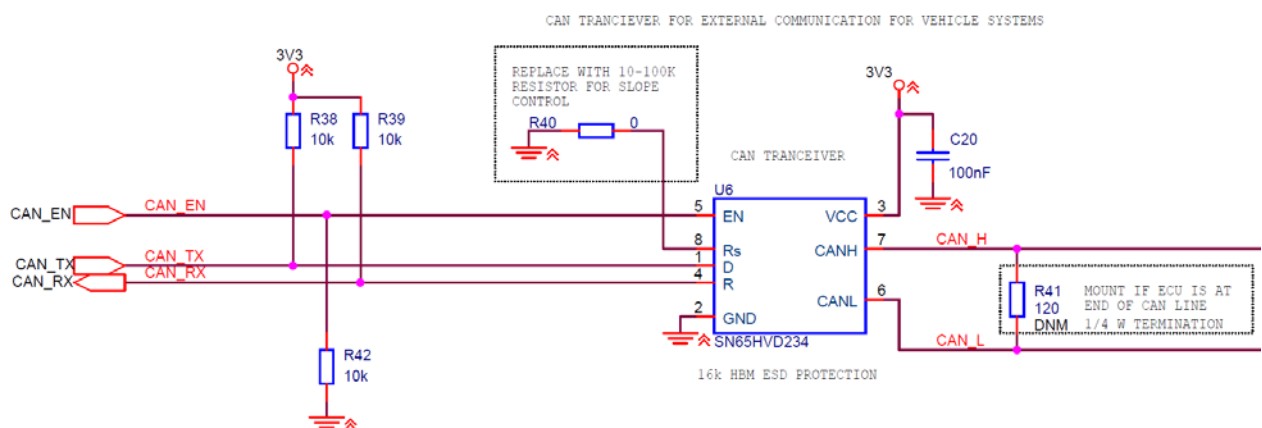 CAN TRANCIEVER FOR EXTERNAL COMMUNICATION FOR VEHICLE SYSTEMS
3V3
R38
10k
R39
10k
REPLACE WITH 10-100K
RESISTOR FOR SLOPE
CONTROL
R40 0
3V3
C20
100nF
CAN TRANCEIVER
U6
CAN_EN CAN_EN 5 EN VCC 3
8 Rs CANH 7 CAN_H
CAN_TX CAN_TX 1 D
CAN_RX CAN_RX 4 R
CANL 6 CAN_L
2 GND
SN65HVD234
R41
120
DNM
MOUNT IF ECU IS AT
END OF CAN LINE
1/4 W TERMINATION
R42
10k
16k HBM ESD PROTECTION